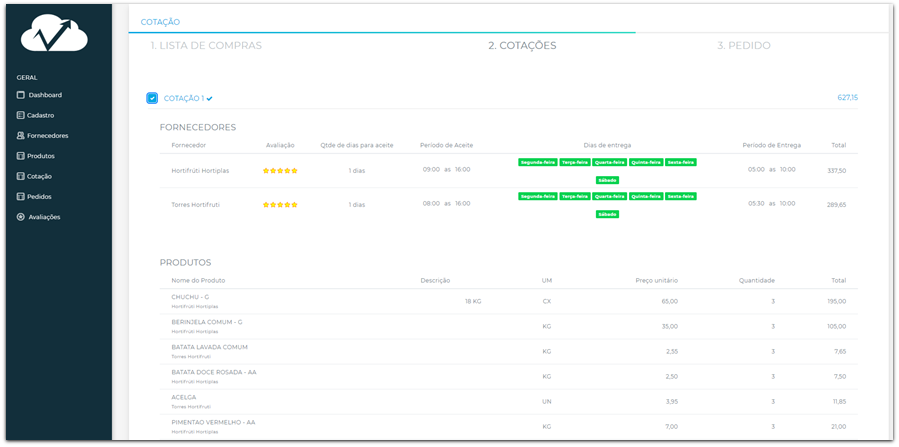 COTAÇÃO
1. LISTA DE COMPRAS 2. COTAÇÕES 3. PEDIDO
GERAL
Dashboard
Cadastro
Fornecedores
Produtos
Cotação
Pedidos
Avaliações
COTAÇÃO 1 627,15
FORNECEDORES
Fornecedor Avaliação Qtde de dias para aceite Período de Aceite Dias de entrega Período de Entrega Total
Segunda-feira Terça-feira Quarta-feira Quinta-feira Sexta-feira
Hortifrúti Hortiplas 1 dias 09:00 as 16:00 05:00 as 10:00 337,50
Sábado
Segunda-feira Terça-feira Quarta-feira Quinta-feira Sexta-feira
Torres Hortifruti 1 dias 08:00 as 16:00 05:30 as 10:00 289,65
Sábado
PRODUTOS
Nome do Produto Descrição UM Preço unitário Quantidade Total
CHUCHU - G 18 KG CX 65,00 3 195,00
Hortifrúti Hortiplas
BERINJELA COMUM - G KG 35,00 3 105,00
Hortifrúti Hortiplas
BATATA LAVADA COMUM KG 2,55 3 7,65
Torres Hortifruti
BATATA DOCE ROSADA - AA KG 2,50 3 7,50
Hortifrúti Hortiplas
ACELGA UN 3,95 3 11,85
Torres Hortifruti
PIMENTAO VERMELHO - AA KG 7,00 3 21,00
Hortifrúti Hortiplas